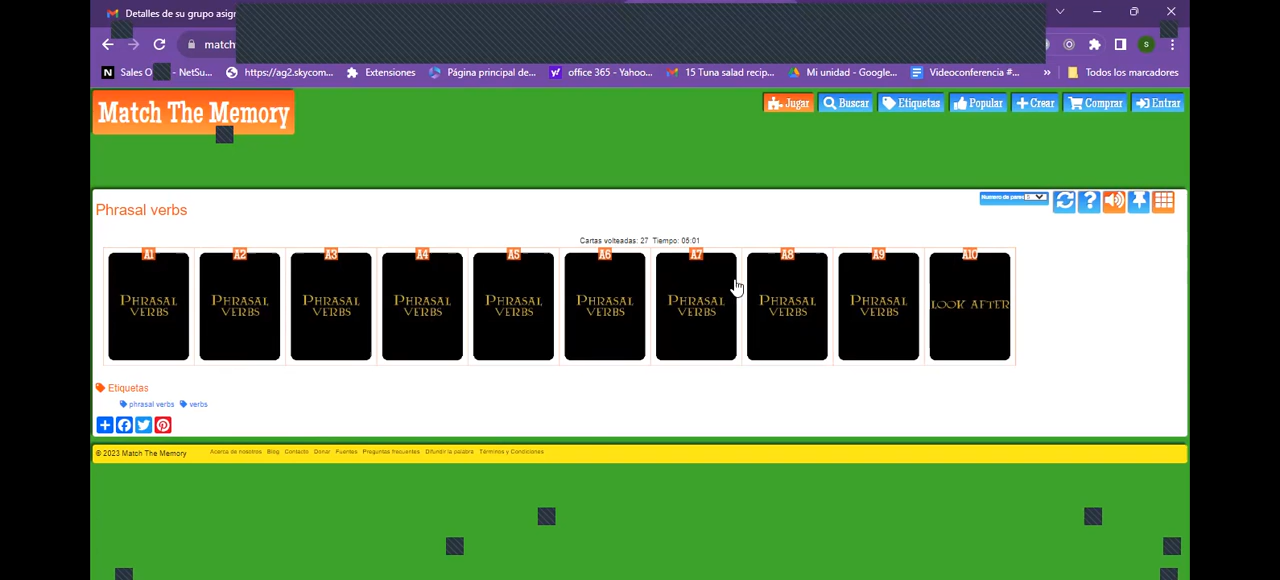 Detalles de su grupo asign
match
Sales O - NetSu...
https://ag2.skycom...
Extensiones
Página principal de...
office 365 - Yahoo...
15 Tuna salad recip...
Mi unidad - Google...
Videoconferencia #...
»
Todos los marcadores
Match The Memory
Jugar
Buscar
Etiquetas
Popular
Crear
Comprar
Entrar
Phrasal verbs
Numero de pares
Cartas volteadas: 27 Tiempo: 05:01
A1 A2 A3 A4 A5 A6 A7 A8 A9 A10
PHRASAL VERBS
PHRASAL VERBS
PHRASAL VERBS
PHRASAL VERBS
PHRASAL VERBS
PHRASAL VERBS
PHRASAL VERBS
PHRASAL VERBS
PHRASAL VERBS
LOOK AFTER
Etiquetas
phrasal verbs verbs
© 2023 Match The Memory
Acerca de nosotros Blog Contacto Donar Fuentes Preguntas frecuentes Difundir la palabra Términos y Condiciones